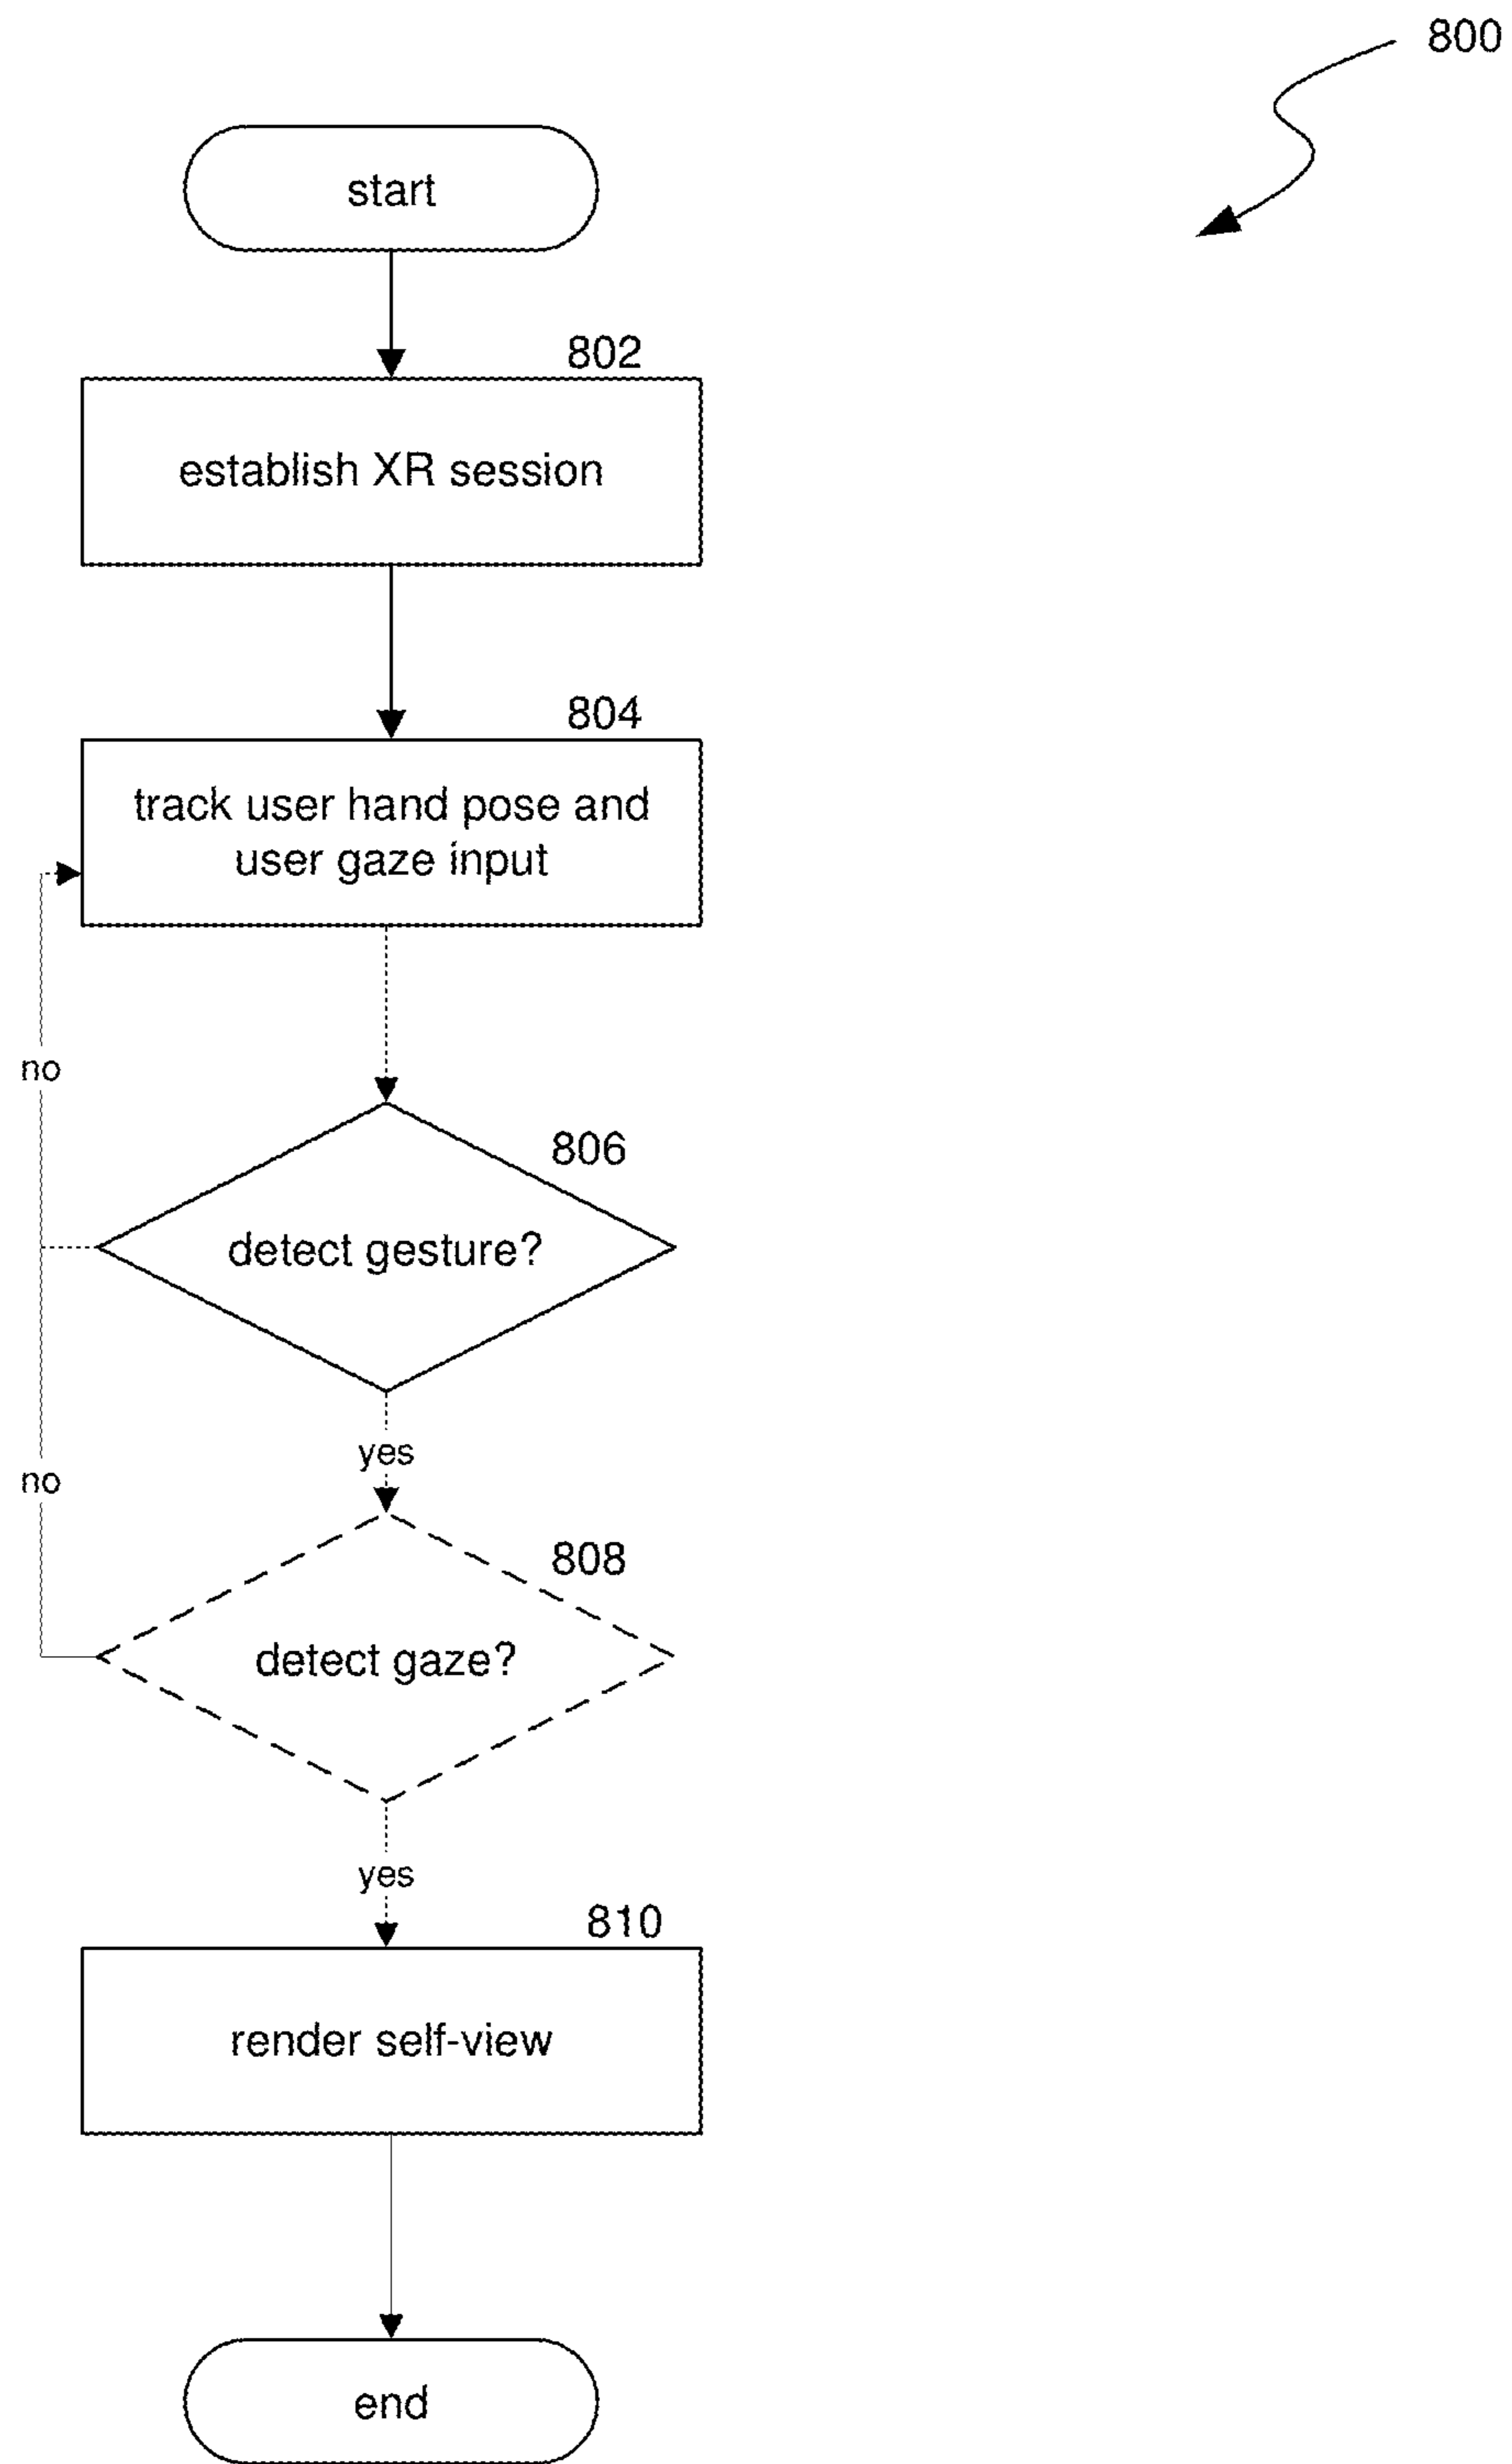 800
start
802
establish XR session
804
track user hand pose and
user gaze input
no
806
detect gesture?
yes
no
808
detect gaze?
yes
810
render self-view
end